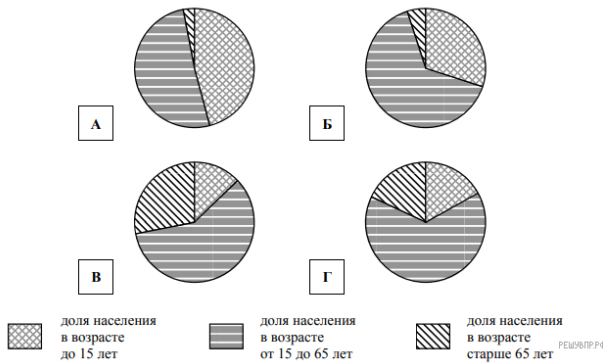 А
Б
В
Г
доля населения
в возрасте
до 15 лет
доля населения
в возрасте
от 15 до 65 лет
доля населения
в возрасте
старше 65 лет
РЕШУВПР.РФ